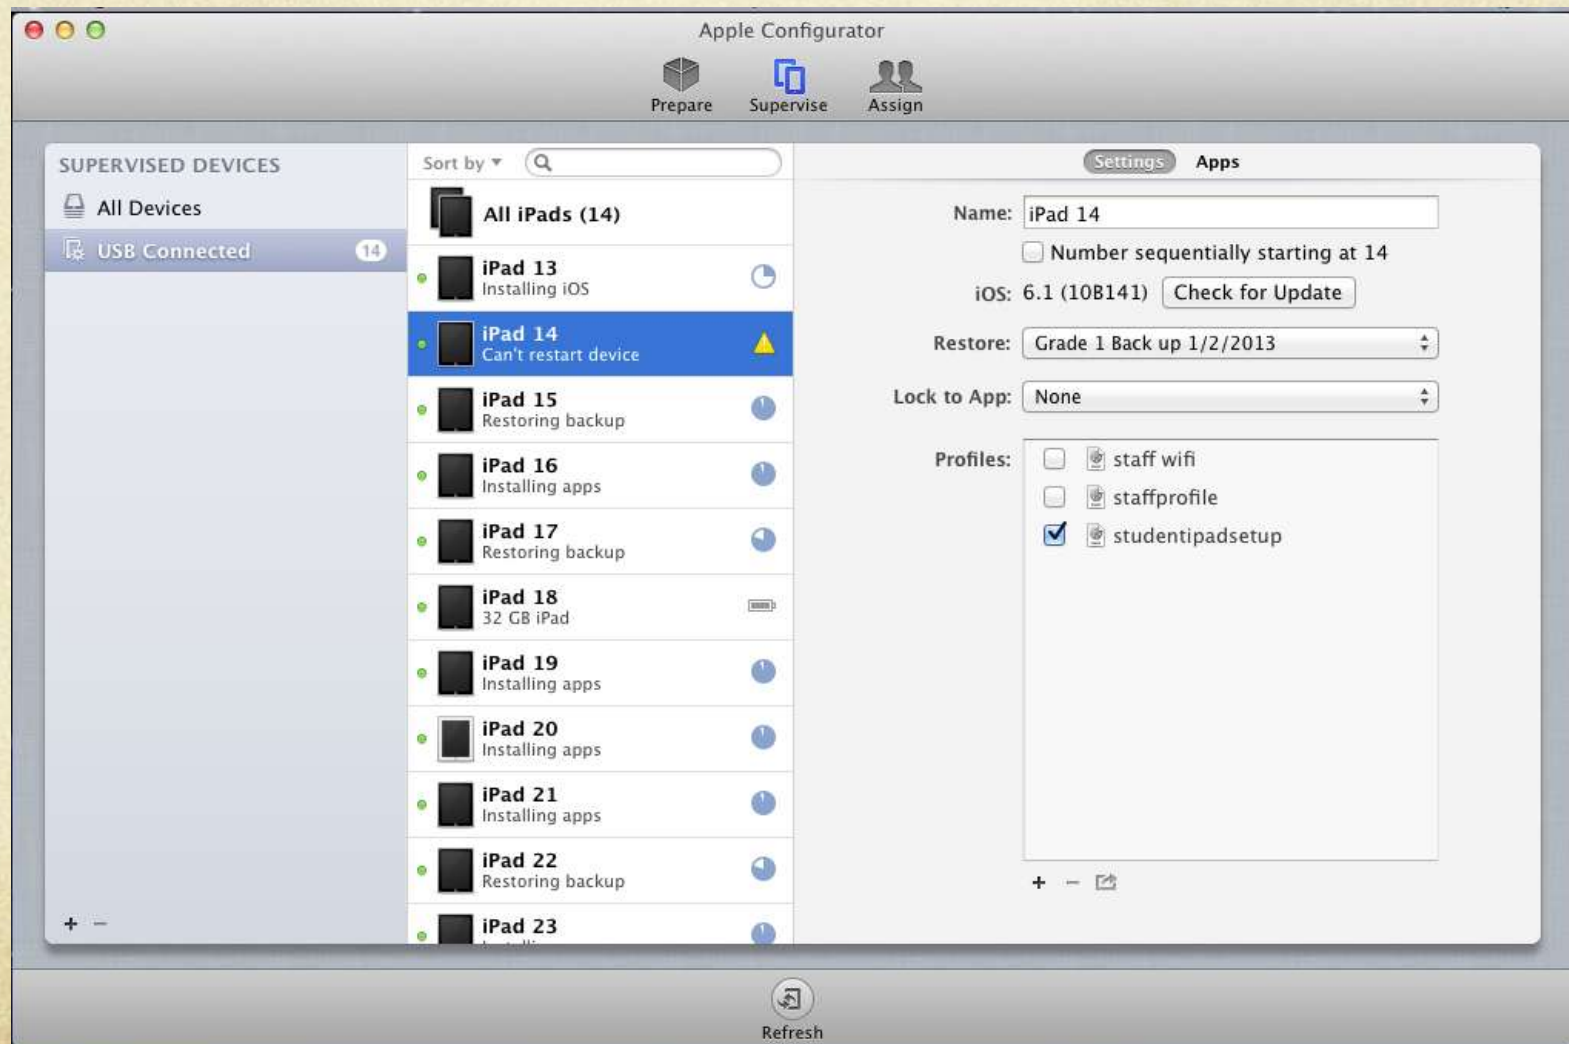 Apple Configurator
Prepare Supervise Assign
SUPERVISED DEVICES
All Devices
USB Connected 14
Sort by
All iPads (14)
iPad 13
Installing iOS
iPad 14
Can't restart device
iPad 15
Restoring backup
iPad 16
Installing apps
iPad 17
Restoring backup
iPad 18
32 GB iPad
iPad 19
Installing apps
iPad 20
Installing apps
iPad 21
Installing apps
iPad 22
Restoring backup
iPad 23
Settings Apps
Name: iPad 14
Number sequentially starting at 14
iOS: 6.1 (10B141) Check for Update
Restore: Grade 1 Back up 1/2/2013
Lock to App: None
Profiles: staff wifi
staffprofile
studentipadsetup
Refresh